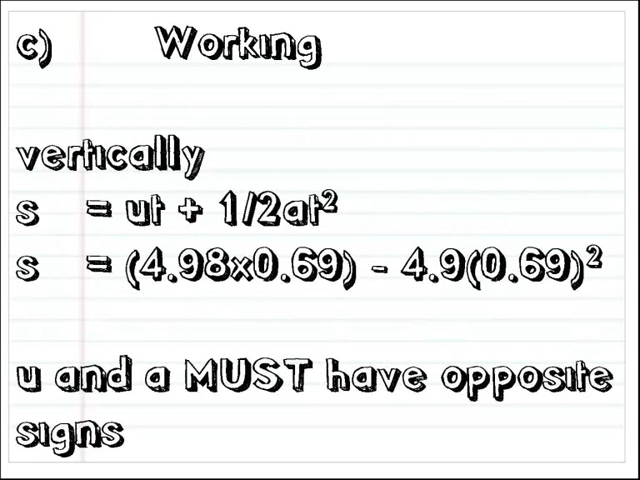 c) Working
vertically
s = ut + 1/2at²
s = (4.98x0.69) - 4.9(0.69)²
u and a MUST have opposite
signs